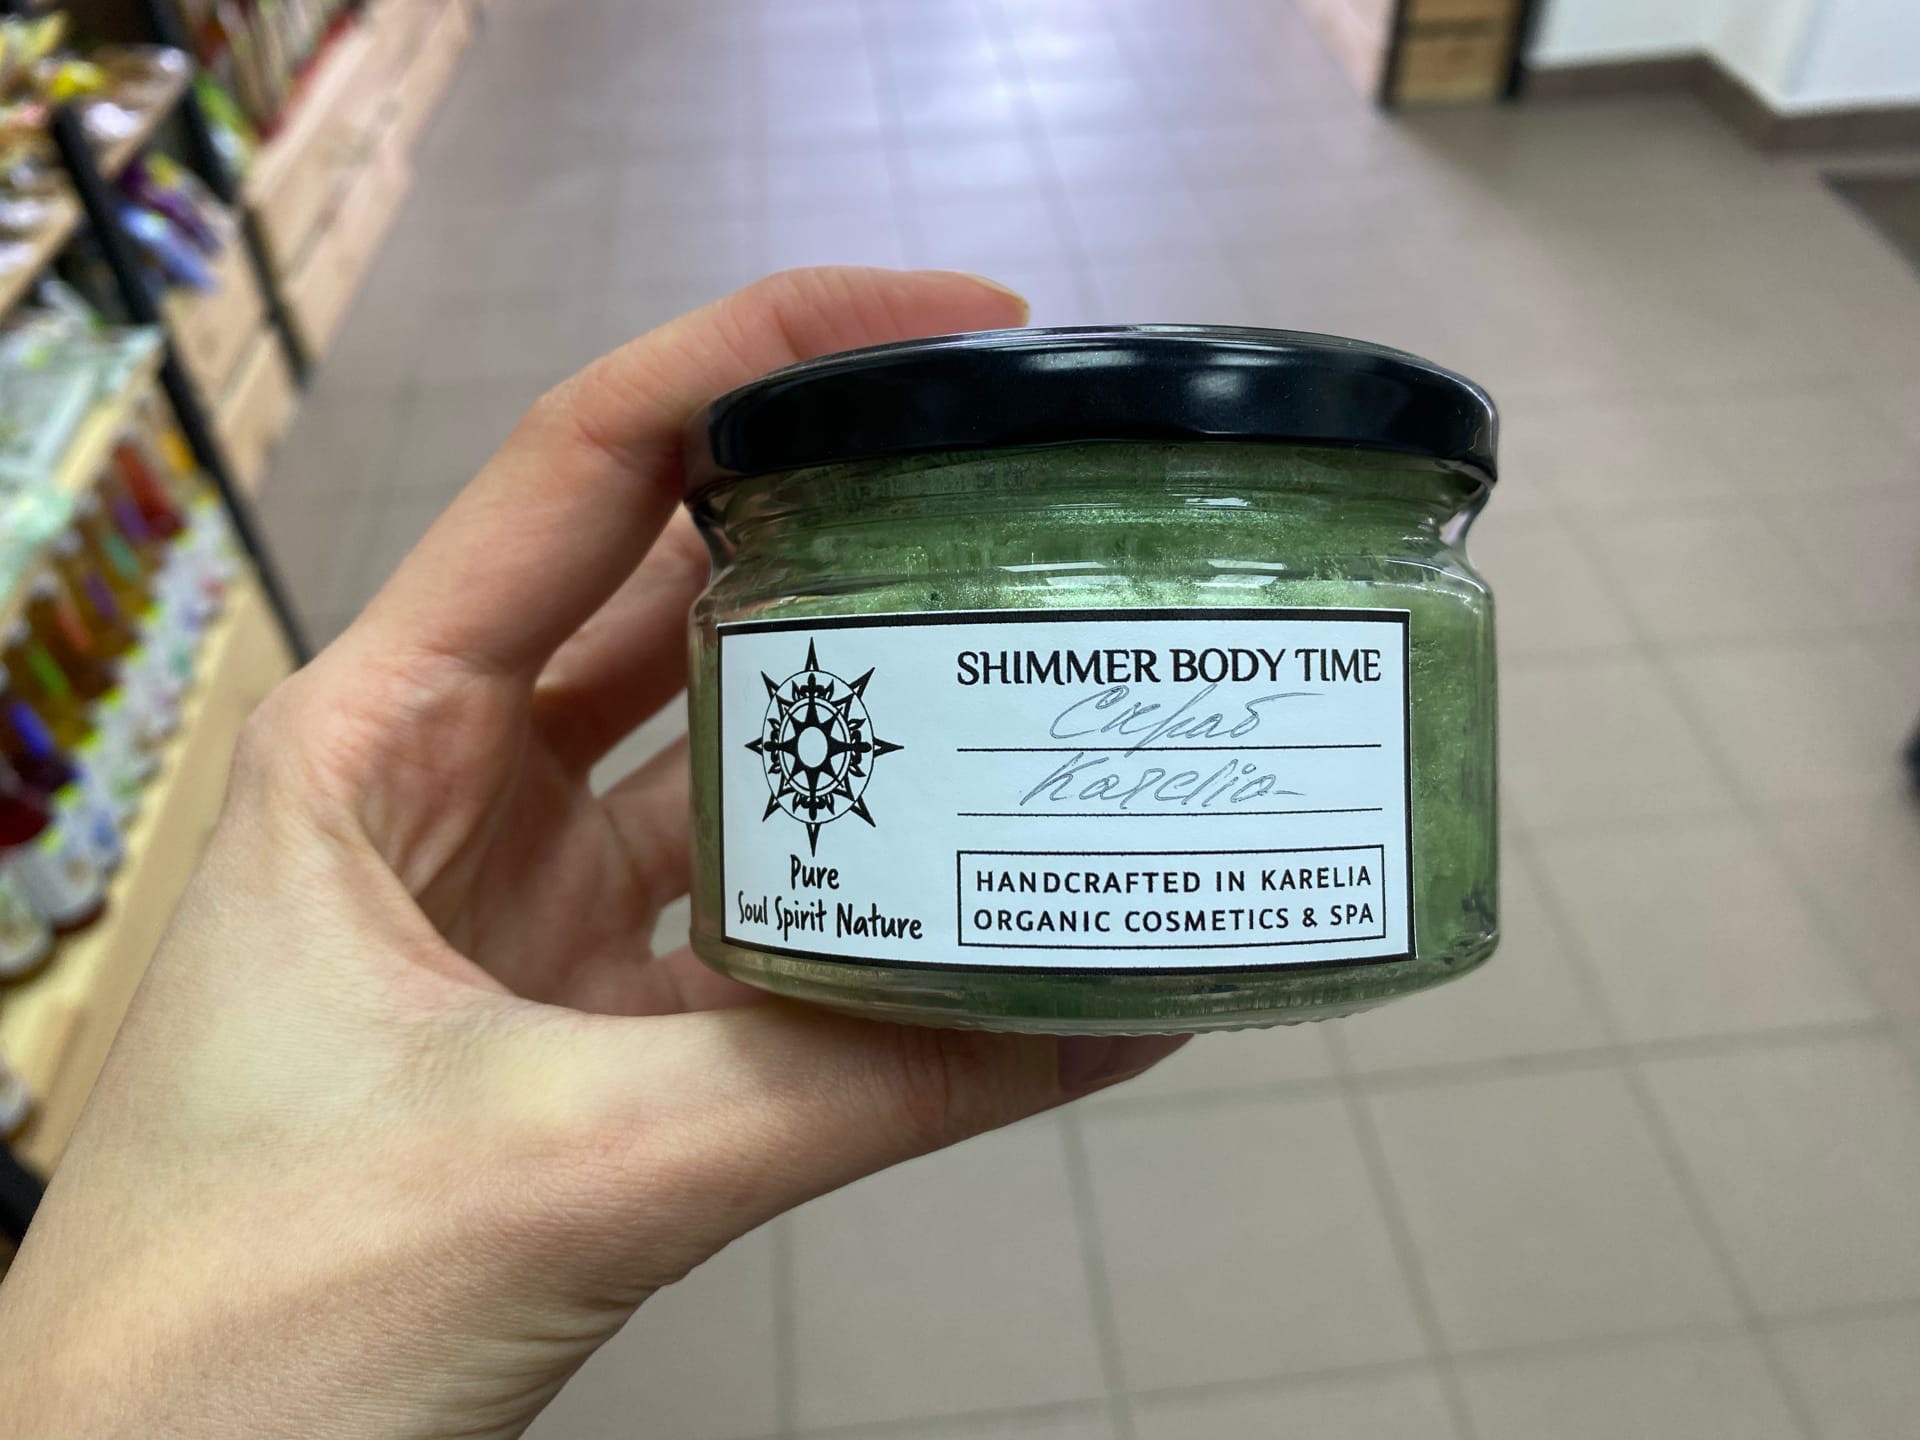 SHIMMER BODY TIME
Скраб
Karelia
Pure
Soul Spirit Nature
HANDCRAFTED IN KARELIA
ORGANIC COSMETICS & SPA